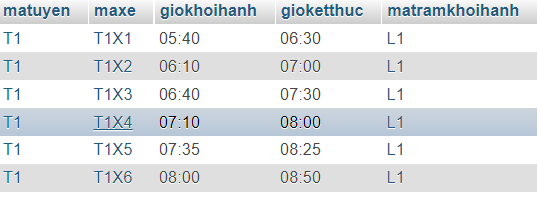 matuyen maxe giokhoihanh gioketthuc matramkhoihanh
T1 T1X1 05:40 06:30 L1
T1 T1X2 06:10 07:00 L1
T1 T1X3 06:40 07:30 L1
T1 T1X4 07:10 08:00 L1
T1 T1X5 07:35 08:25 L1
T1 T1X6 08:00 08:50 L1